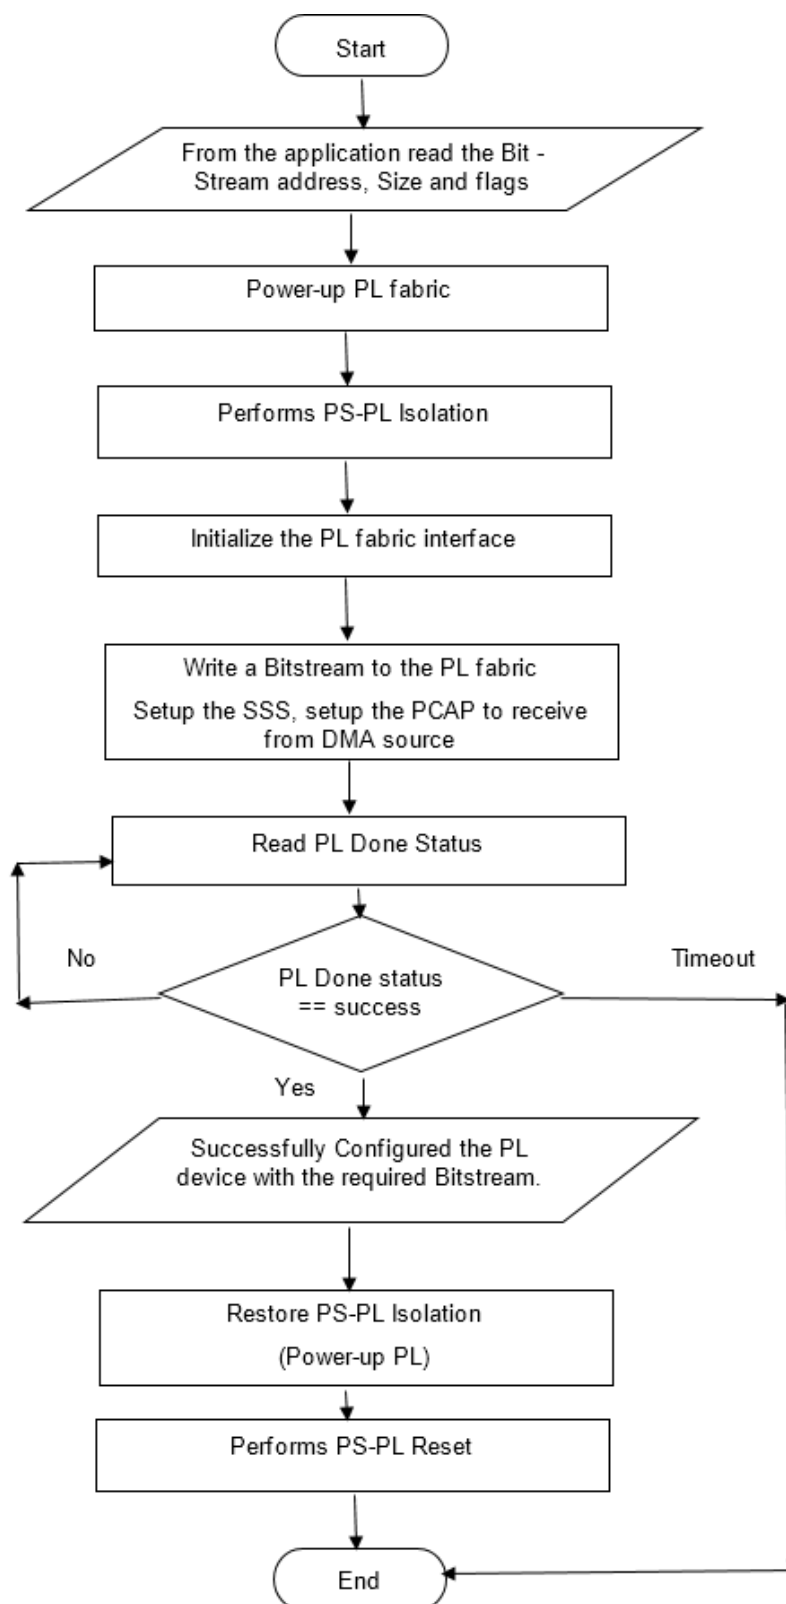 Start
From the application read the Bit -
Stream address, Size and flags
Power-up PL fabric
Performs PS-PL Isolation
Initialize the PL fabric interface
Write a Bitstream to the PL fabric
Setup the SSS, setup the PCAP to receive
from DMA source
Read PL Done Status
No
Timeout
PL Done status
== success
Yes
Successfully Configured the PL
device with the required Bitstream.
Restore PS-PL Isolation
(Power-up PL)
Performs PS-PL Reset
End